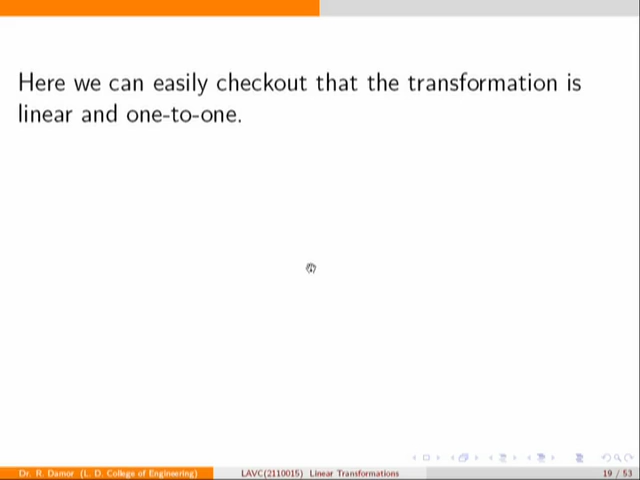 Here we can easily checkout that the transformation is
linear and one-to-one.
Dr. R. Damor (L. D. College of Engineering)
LAVC(2110015) Linear Transformations
19 / 53